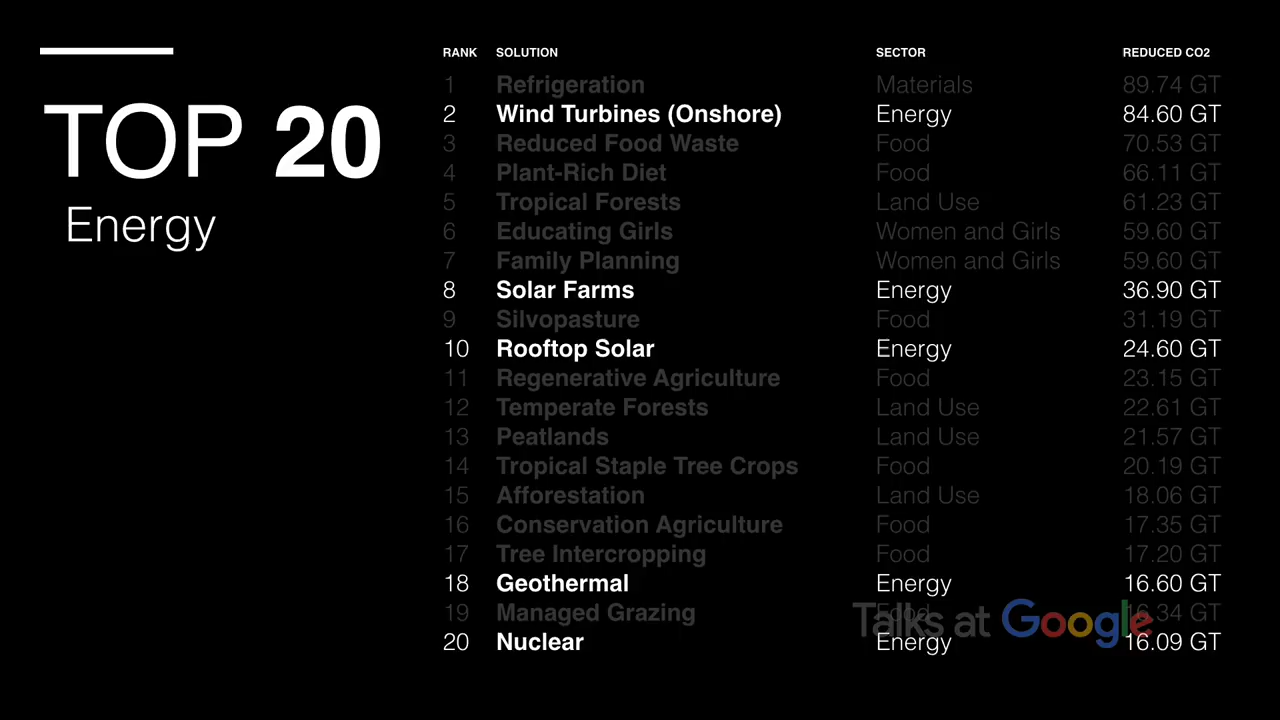 TOP 20
Energy
RANK SOLUTION SECTOR REDUCED CO2
1 Refrigeration Materials 89.74 GT
2 Wind Turbines (Onshore) Energy 84.60 GT
3 Reduced Food Waste Food 70.53 GT
4 Plant-Rich Diet Food 66.11 GT
5 Tropical Forests Land Use 61.23 GT
6 Educating Girls Women and Girls 59.60 GT
7 Family Planning Women and Girls 59.60 GT
8 Solar Farms Energy 36.90 GT
9 Silvopasture Food 31.19 GT
10 Rooftop Solar Energy 24.60 GT
11 Regenerative Agriculture Food 23.15 GT
12 Temperate Forests Land Use 22.61 GT
13 Peatlands Land Use 21.57 GT
14 Tropical Staple Tree Crops Food 20.19 GT
15 Afforestation Land Use 18.06 GT
16 Conservation Agriculture Food 17.35 GT
17 Tree Intercropping Food 17.20 GT
18 Geothermal Energy 16.60 GT
19 Managed Grazing Food 16.34 GT
Talks at Google
20 Nuclear Energy 16.09 GT